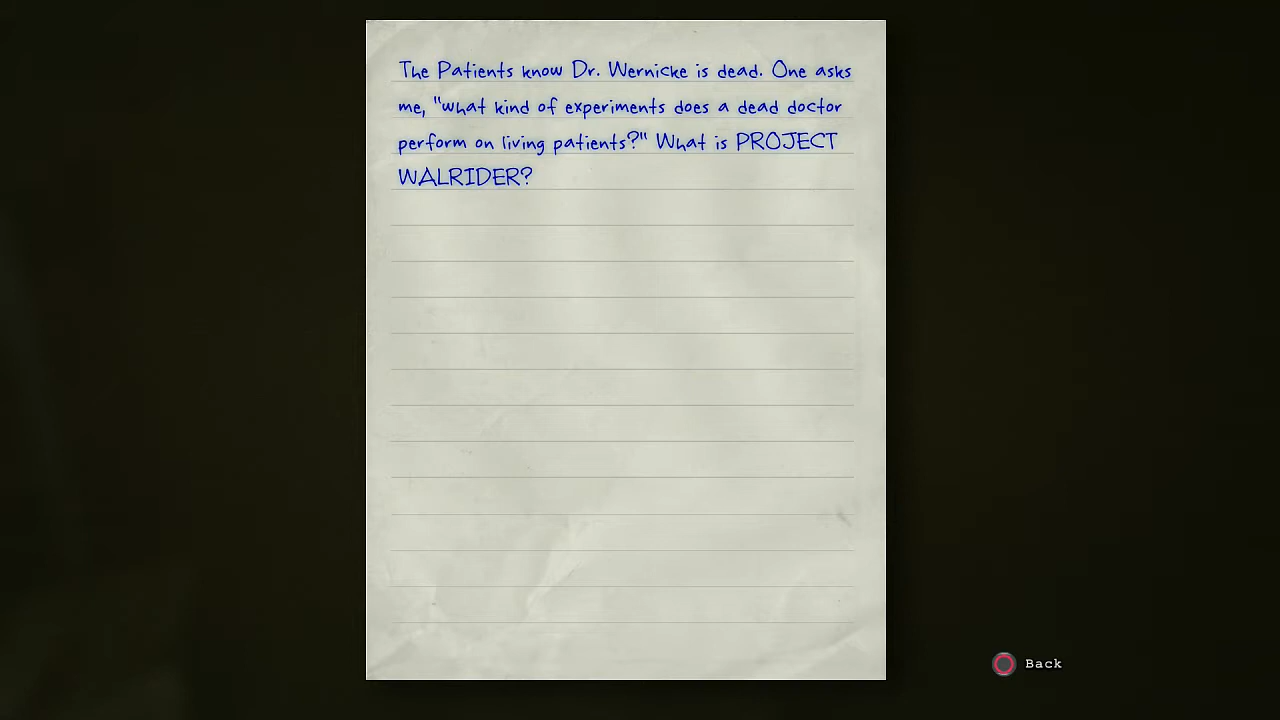 The Patients know Dr. Wernicke is dead. One asks
me, "what kind of experiments does a dead doctor
perform on living patients?" What is PROJECT
WALRIDER?
Back